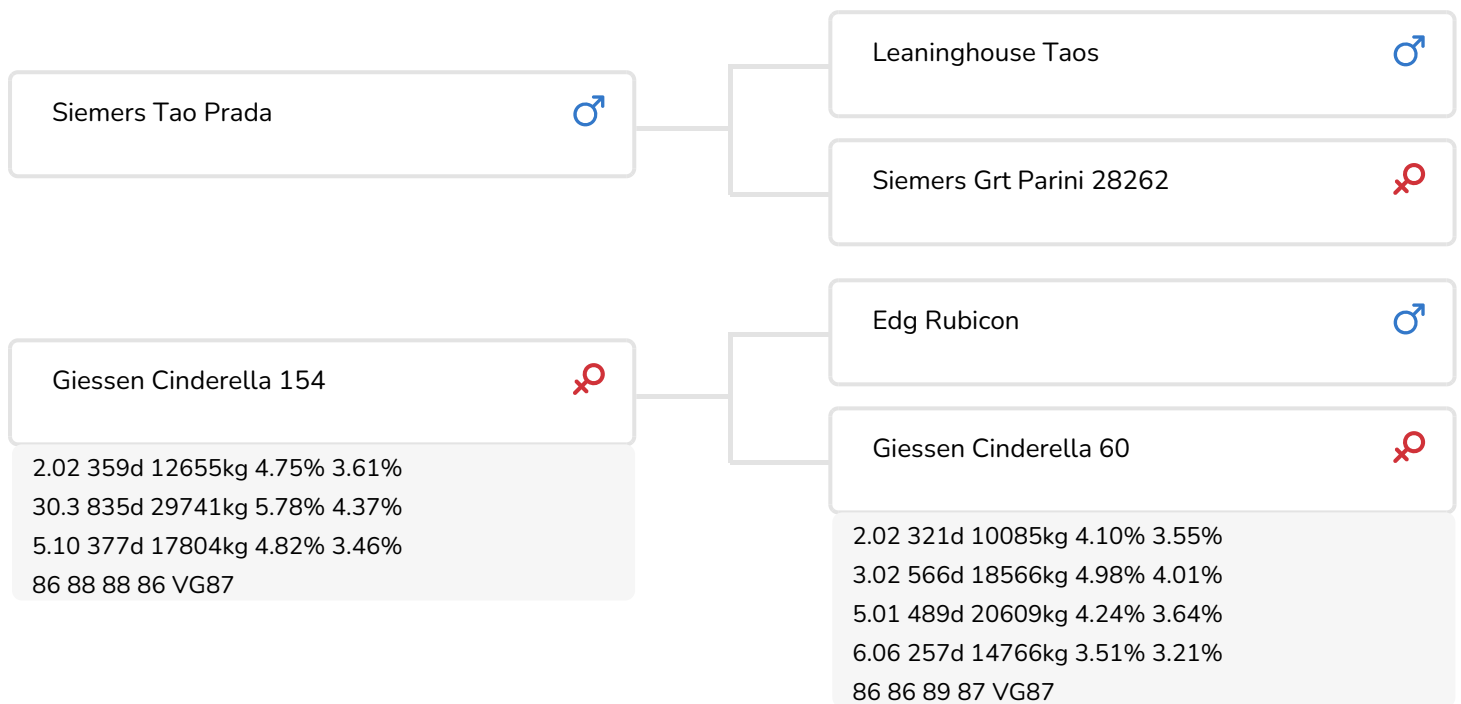 Siemers Tao Prada
Leaninghouse Taos
Siemers Grt Parini 28262
Giessen Cinderella 154
2.02 359d 12655kg 4.75% 3.61%
30.3 835d 29741kg 5.78% 4.37%
5.10 377d 17804kg 4.82% 3.46%
86 88 88 86 VG87
Edg Rubicon
Giessen Cinderella 60
2.02 321d 10085kg 4.10% 3.55%
3.02 566d 18566kg 4.98% 4.01%
5.01 489d 20609kg 4.24% 3.64%
6.06 257d 14766kg 3.51% 3.21%
86 86 89 87 VG87